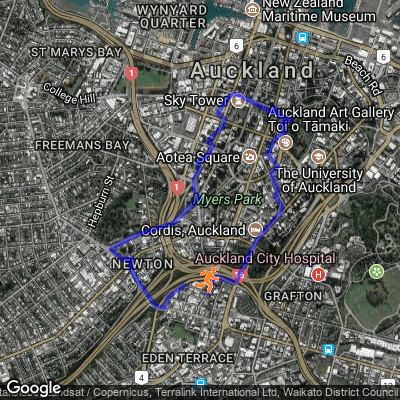 WYNYARD
QUARTER
New Zealand
Maritime Museum
6
ST MARYS BAY
1
Auckland
Beach Rd
College Hill
Sky Tower
6
Auckland Art Gallery
Toi o Tāmaki
FREEMANS BAY
Aotea Square
The University
of Auckland
Hepburn St
1
Myers Park
Cordis, Auckland
NEWTON
Auckland City Hospital
16
H
GRAFTON
EDEN TERRACE
4
Google
Landsat / Copernicus, Terralink International Ltd, Waikato District Council